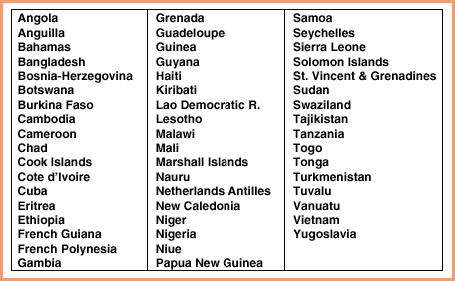 Angola
Anguilla
Bahamas
Bangladesh
Bosnia-Herzegovina
Botswana
Burkina Faso
Cambodia
Cameroon
Chad
Cook Islands
Cote d'Ivoire
Cuba
Eritrea
Ethiopia
French Guiana
French Polynesia
Gambia
Grenada
Guadeloupe
Guinea
Guyana
Haiti
Kiribati
Lao Democratic R.
Lesotho
Malawi
Mali
Marshall Islands
Nauru
Netherlands Antilles
New Caledonia
Niger
Nigeria
Niue
Papua New Guinea
Samoa
Seychelles
Sierra Leone
Solomon Islands
St. Vincent & Grenadines
Sudan
Swaziland
Tajikistan
Tanzania
Togo
Tonga
Turkmenistan
Tuvalu
Vanuatu
Vietnam
Yugoslavia